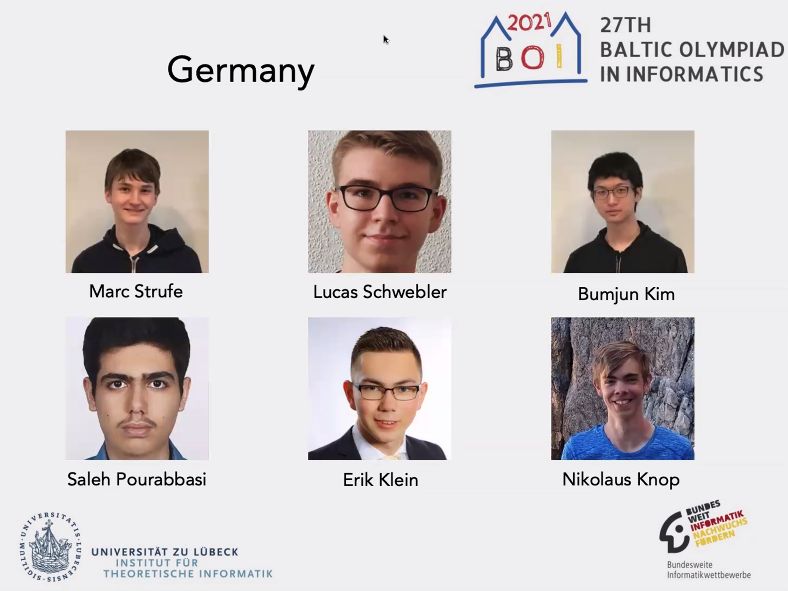 Germany
2021
BOI
27TH
BALTIC OLYMPIAD
IN INFORMATICS
Marc Strufe
Lucas Schwebler
Bumjun Kim
Saleh Pourabbasi
Erik Klein
Nikolaus Knop
SIGILLUM·UNIVERSITATIS·LUBECENSIS
UNIVERSITÄT ZU LÜBECK
INSTITUT FÜR
THEORETISCHE INFORMATIK
BUNDES
WEIT
INFORMATIK
NACHWUCHS
FÖRDERN
Bundesweite
Informatikwettbewerbe